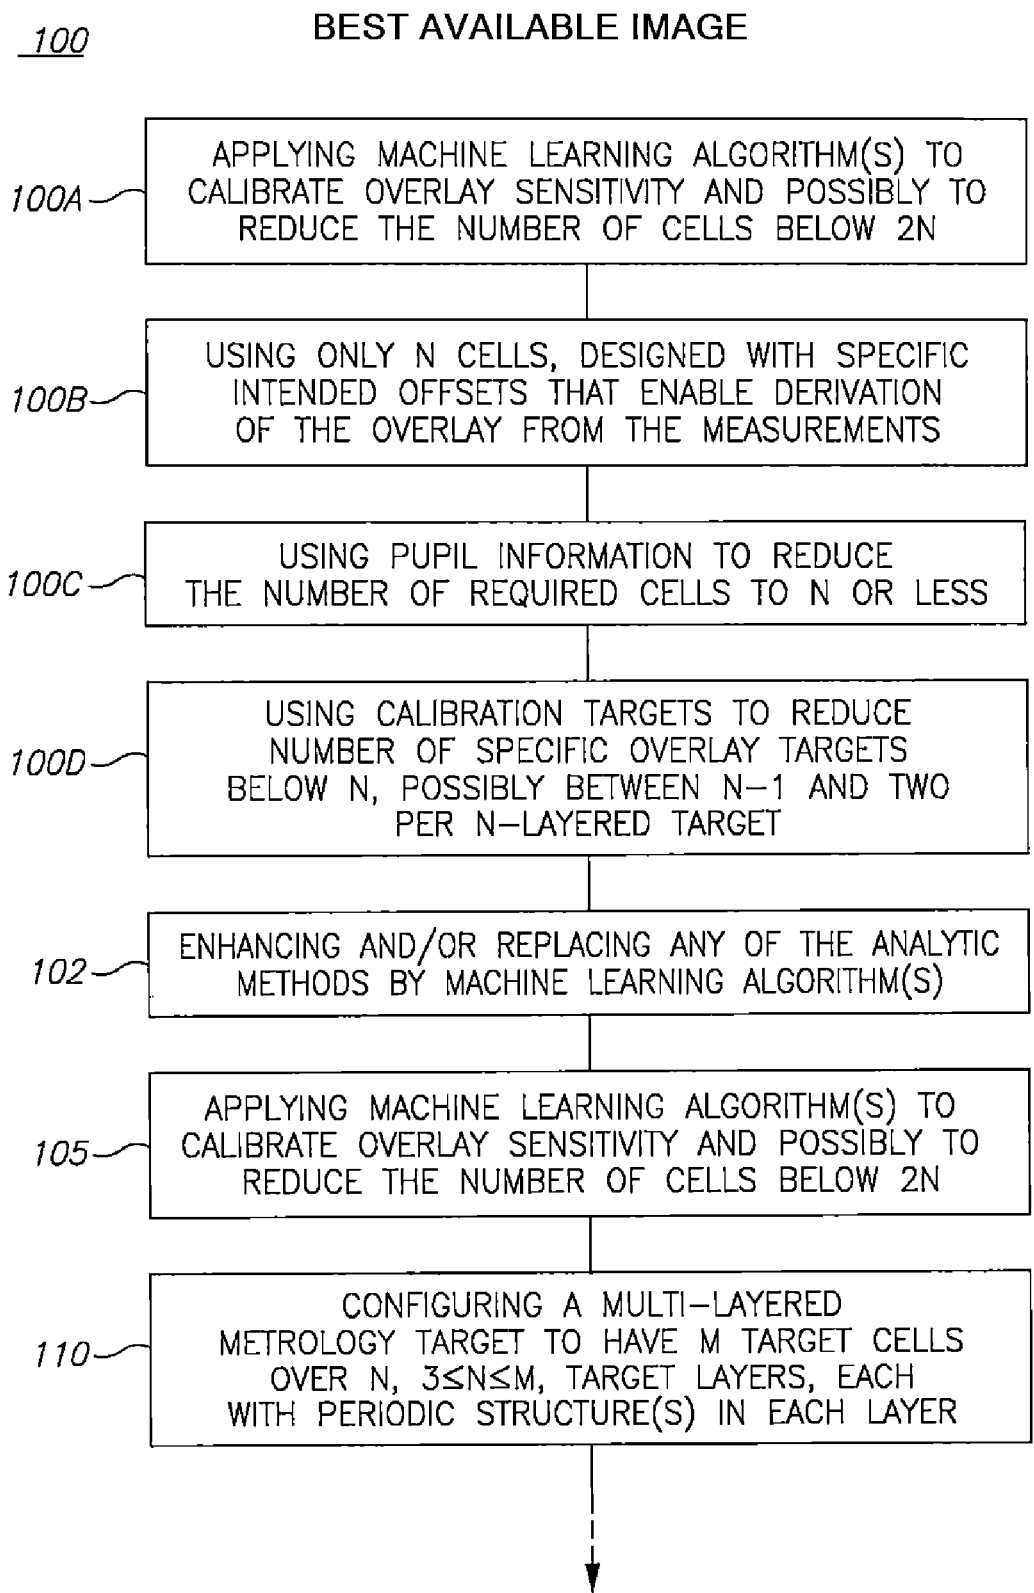 100
BEST AVAILABLE IMAGE
100A
APPLYING MACHINE LEARNING ALGORITHM(S) TO
CALIBRATE OVERLAY SENSITIVITY AND POSSIBLY TO
REDUCE THE NUMBER OF CELLS BELOW 2N
100B
USING ONLY N CELLS, DESIGNED WITH SPECIFIC
INTENDED OFFSETS THAT ENABLE DERIVATION
OF THE OVERLAY FROM THE MEASUREMENTS
100C
USING PUPIL INFORMATION TO REDUCE
THE NUMBER OF REQUIRED CELLS TO N OR LESS
100D
USING CALIBRATION TARGETS TO REDUCE
NUMBER OF SPECIFIC OVERLAY TARGETS
BELOW N, POSSIBLY BETWEEN N-1 AND TWO
PER N-LAYERED TARGET
102
ENHANCING AND/OR REPLACING ANY OF THE ANALYTIC
METHODS BY MACHINE LEARNING ALGORITHM(S)
105
APPLYING MACHINE LEARNING ALGORITHM(S) TO
CALIBRATE OVERLAY SENSITIVITY AND POSSIBLY TO
REDUCE THE NUMBER OF CELLS BELOW 2N
110
CONFIGURING A MULTI-LAYERED
METROLOGY TARGET TO HAVE M TARGET CELLS
OVER N, 3≤N≤M, TARGET LAYERS, EACH
WITH PERIODIC STRUCTURE(S) IN EACH LAYER